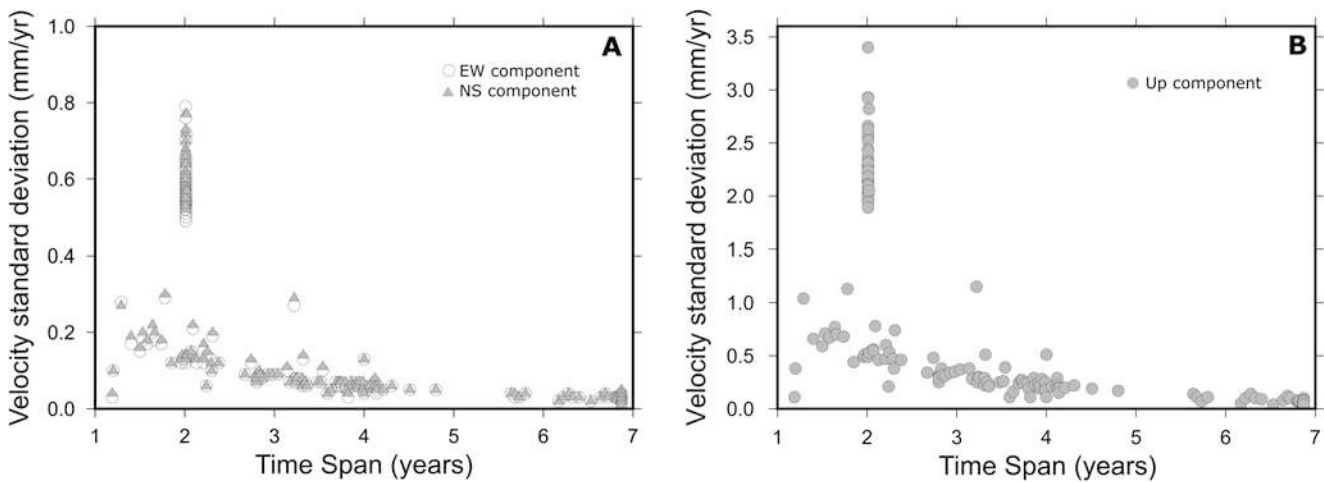 A
EW component
NS component
Velocity standard deviation (mm/yr)
1.0
0.8
0.6
0.4
0.2
0.0
1 2 3 4 5 6 7
Time Span (years)
B
Up component
Velocity standard deviation (mm/yr)
3.5
3.0
2.5
2.0
1.5
1.0
0.5
0.0
1 2 3 4 5 6 7
Time Span (years)